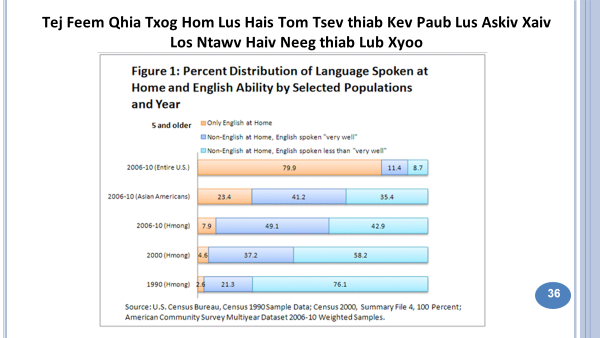 Tej Feem Qhia Txog Hom Lus Hais Tom Tsev thiab Kev Paub Lus Askiv Xaiv
Los Ntawv Haiv Neeg thiab Lub Xyoo
Figure 1: Percent Distribution of Language Spoken at
Home and English Ability by Selected Populations
and Year
5 and older
Only English at Home
Non-English at Home, English spoken "very well"
Non-English at Home, English spoken less than "very well"
2006-10 (Entire U.S.) 79.9 11.4 8.7
2006-10 (Asian Americans) 23.4 41.2 35.4
2006-10 (Hmong) 7.9 49.1 42.9
2000 (Hmong) 4.6 37.2 58.2
1990 (Hmong) 2.6 21.3 76.1
36
Source: U.S. Census Bureau, Census 1990 Sample Data; Census 2000, Summary File 4, 100 Percent;
American Community Survey Multiyear Dataset 2006-10 Weighted Samples.